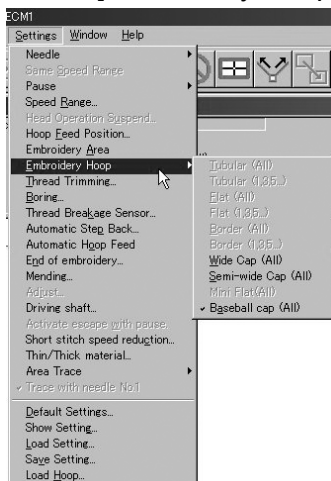 ECM1
Settings Window Help
Needle
Same Speed Range
Pause
Speed Range...
Head Operation Suspend...
Hoop Feed Position...
Embroidery Area
Embroidery Hoop
Thread Trimming...
Boring...
Thread Breakage Sensor...
Automatic Step Back...
Automatic Hoop Feed
End of embroidery...
Mending...
Adjust...
Driving shaft...
Activate escape with pause.
Short stitch speed reduction...
Thin/Thick material...
Area Trace
Trace with needle No.1
Default Settings...
Show Setting...
Load Setting...
Save Setting...
Load Hoop...
Tubular (All)
Tubular (1,3,5..)
Flat (All)
Flat (1,3,5..)
Border (All)
Border (1,3,5..)
Wide Cap (All)
Semi-wide Cap (All)
Mini Flat(All)
Baseball cap (All)